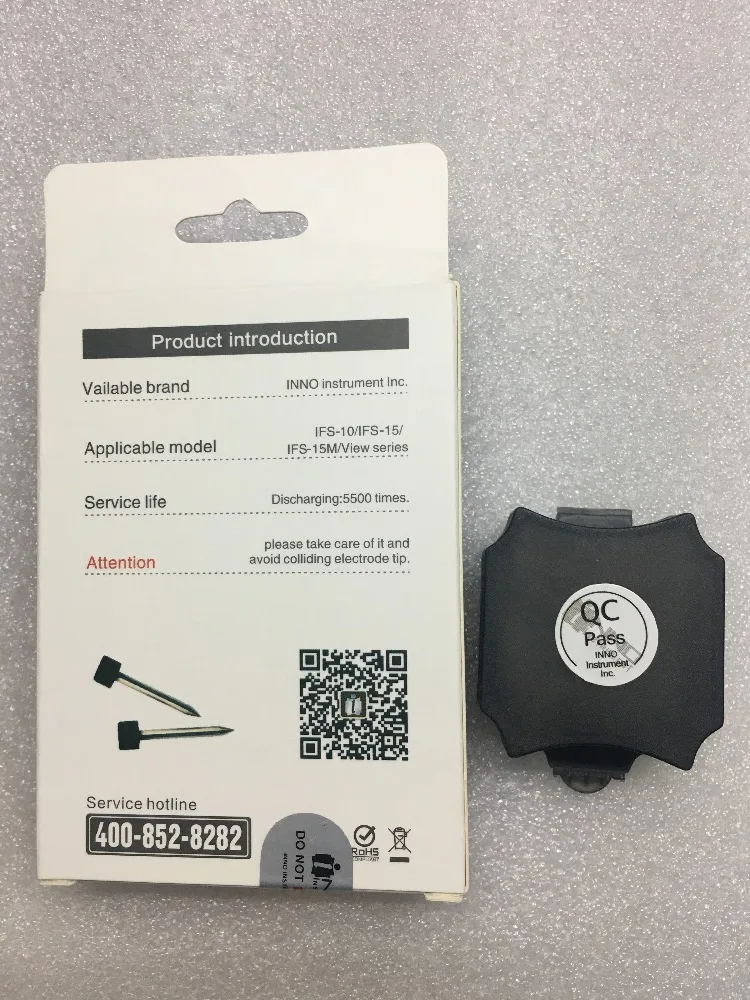 Product introduction
Vailable brand INNO instrument Inc.
Applicable model IFS-10/IFS-15/
IFS-15M/View series
Service life Discharging:5500 times.
Attention please take care of it and
avoid colliding electrode tip.
Service hotline
400-852-8282
DO NOT
RoHS
COMPLIANT
QC
Pass
INNO
Instrument
Inc.